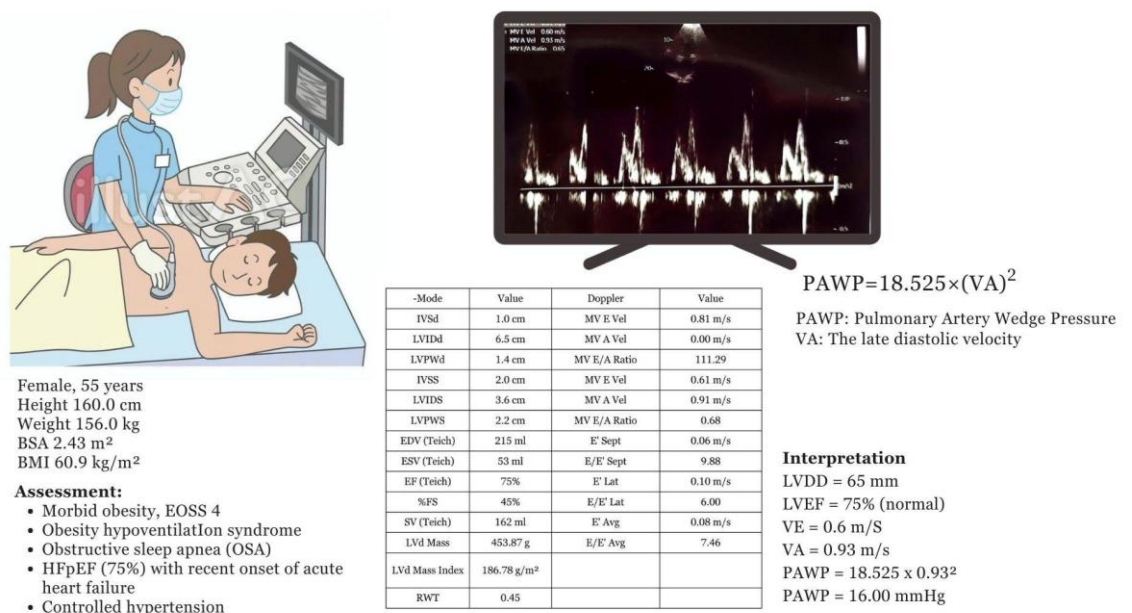 MV E Vel 0.60 m/s
MV A Vel 0.93 m/s
MV E/A Ratio 0.65
Female, 55 years
Height 160.0 cm
Weight 156.0 kg
BSA 2.43 m²
BMI 60.9 kg/m²
Assessment:
• Morbid obesity, EOSS 4
• Obesity hypoventilatIon syndrome
• Obstructive sleep apnea (OSA)
• HFpEF (75%) with recent onset of acute
heart failure
• Controlled hypertension
-Mode Value Doppler Value
IVSd 1.0 cm MV E Vel 0.81 m/s
LVIDd 6.5 cm MV A Vel 0.00 m/s
LVPWd 1.4 cm MV E/A Ratio 111.29
IVSS 2.0 cm MV E Vel 0.61 m/s
LVIDS 3.6 cm MV A Vel 0.91 m/s
LVPWS 2.2 cm MV E/A Ratio 0.68
EDV (Teich) 215 ml E' Sept 0.06 m/s
ESV (Teich) 53 ml E/E' Sept 9.88
EF (Teich) 75% E' Lat 0.10 m/s
%FS 45% E/E' Lat 6.00
SV (Teich) 162 ml E' Avg 0.08 m/s
LVd Mass 453.87 g E/E' Avg 7.46
LVd Mass Index 186.78 g/m²
RWT 0.45
PAWP=18.525×(VA)²
PAWP: Pulmonary Artery Wedge Pressure
VA: The late diastolic velocity
Interpretation
LVDD = 65 mm
LVEF = 75% (normal)
VE = 0.6 m/S
VA = 0.93 m/s
PAWP = 18.525 x 0.93²
PAWP = 16.00 mmHg